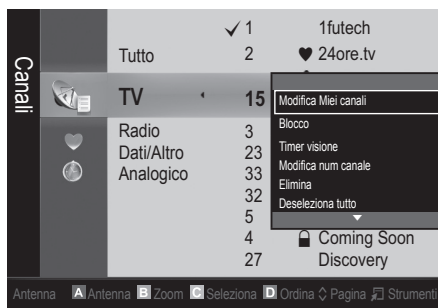 Canali
1 1futech
Tutto 2 24ore.tv
TV 15
Radio 3
Dati/Altro 23
Analogico 33
32
5
4 Coming Soon
27 Discovery
Modifica Miei canali
Blocco
Timer visione
Modifica num canale
Elimina
Deseleziona tutto
Antenna A Antenna B Zoom C Seleziona D Ordina Pagina Strumenti